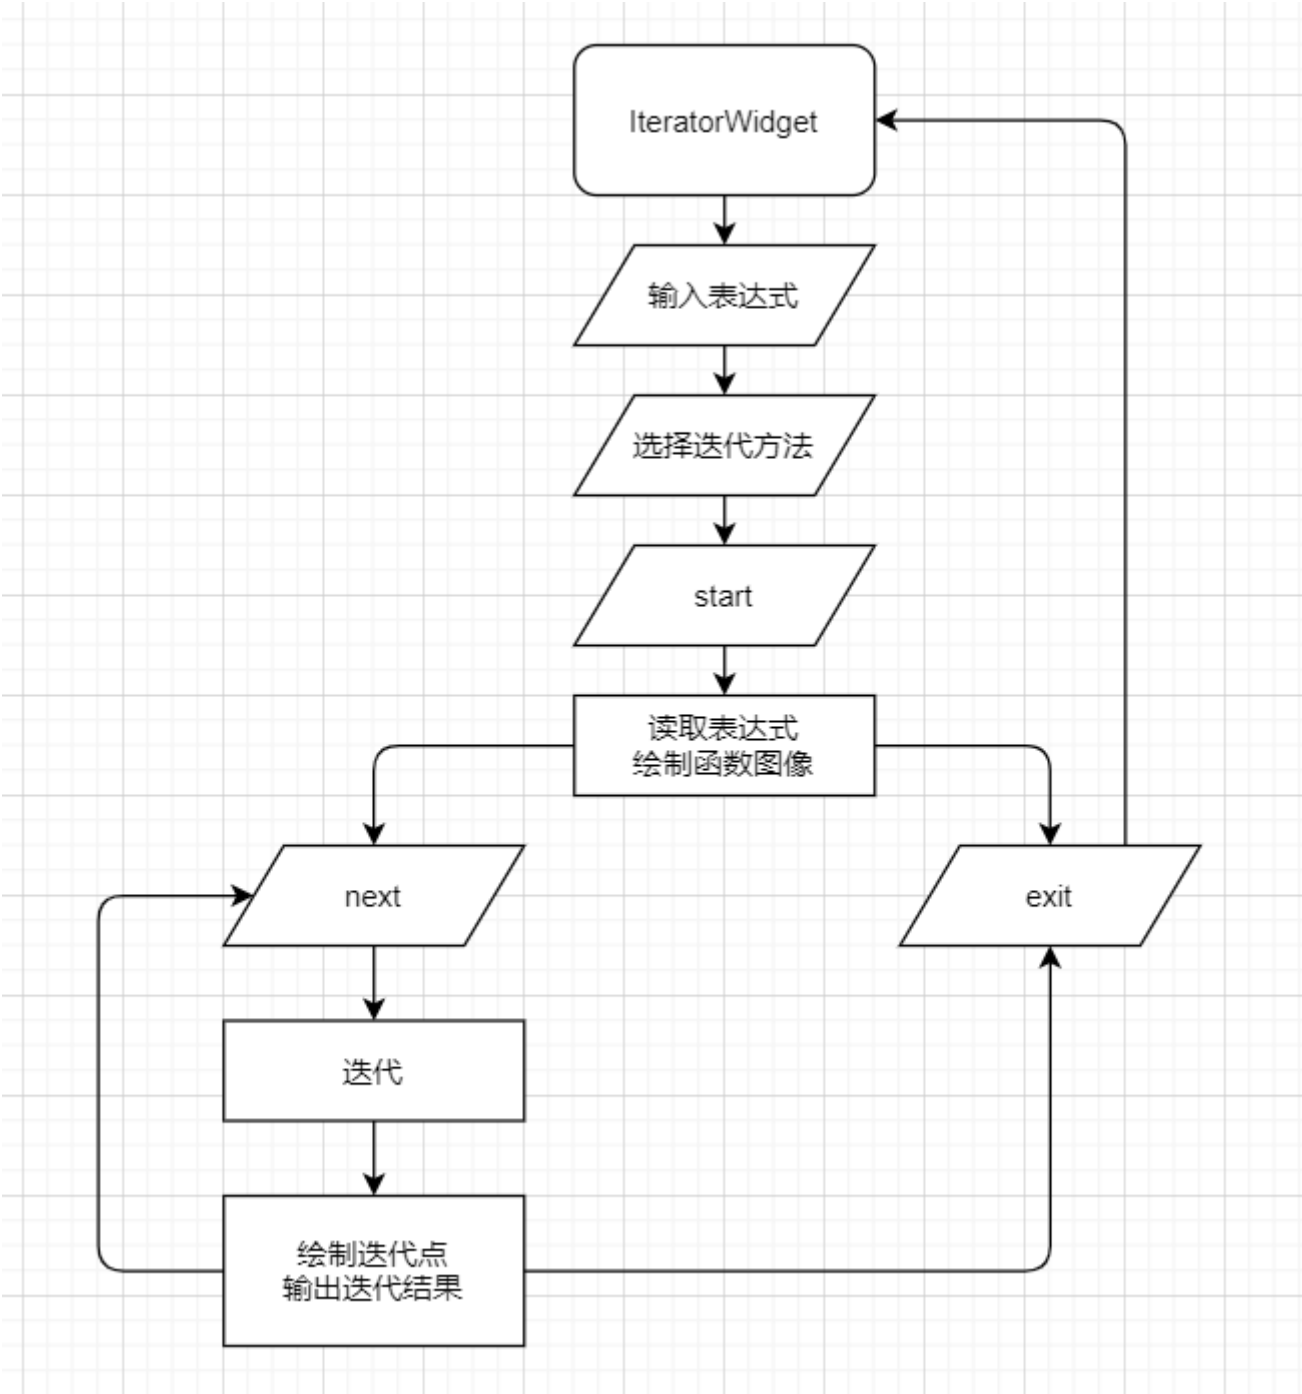 IteratorWidget
输入表达式
选择迭代方法
start
读取表达式
绘制函数图像
next
exit
迭代
绘制迭代点
输出迭代结果